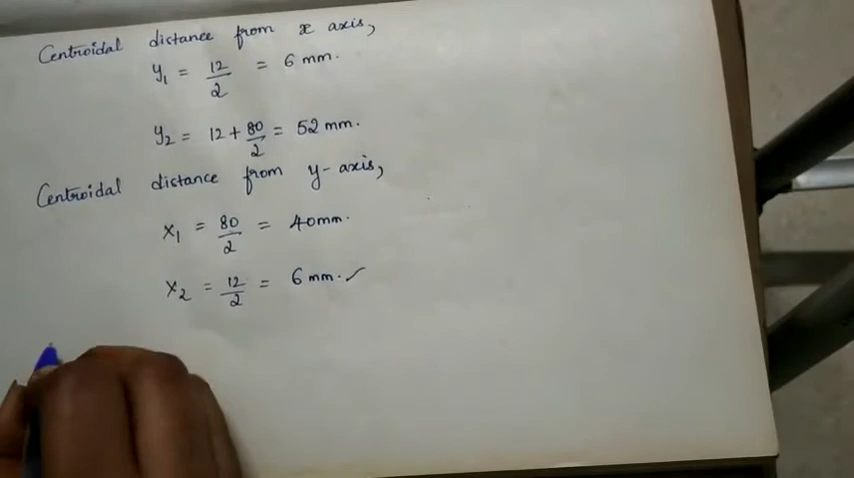 Centroidal distance from x axis,
y₁ = 12/2 = 6 mm.
y₂ = 12 + 80/2 = 52 mm.
Centroidal distance from y-axis,
x₁ = 80/2 = 40mm.
x₂ = 12/2 = 6 mm. ✓